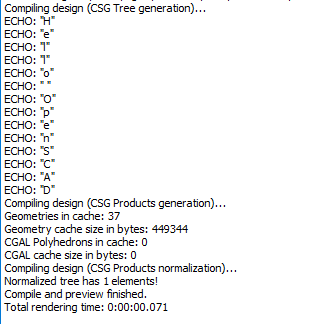 Compiling design (CSG Tree generation)...
ECHO: "H"
ECHO: "e"
ECHO: "l"
ECHO: "l"
ECHO: "o"
ECHO: " "
ECHO: "O"
ECHO: "p"
ECHO: "e"
ECHO: "n"
ECHO: "S"
ECHO: "C"
ECHO: "A"
ECHO: "D"
Compiling design (CSG Products generation)...
Geometries in cache: 37
Geometry cache size in bytes: 449344
CGAL Polyhedrons in cache: 0
CGAL cache size in bytes: 0
Compiling design (CSG Products normalization)...
Normalized tree has 1 elements!
Compile and preview finished.
Total rendering time: 0:00:00.071